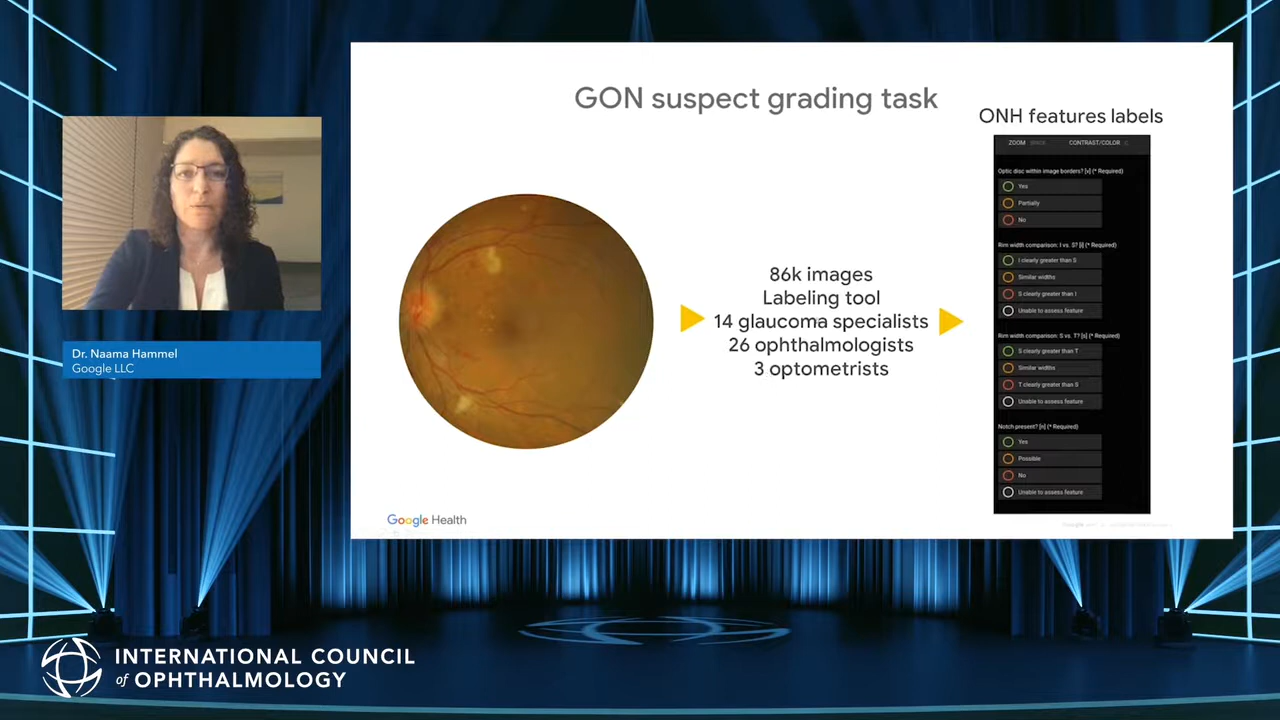 GON suspect grading task
ONH features labels
ZOOM
CONTRAST/COLOR
Optic disc within image borders? [v] (* Required)
Yes
Partially
No
Rim width comparison: I vs. S? [i] (* Required)
I clearly greater than S
Similar widths
S clearly greater than I
Unable to assess feature
Rim width comparison: S vs. T? [s] (* Required)
S clearly greater than T
Similar widths
T clearly greater than S
Unable to assess feature
Notch present? [n] (* Required)
Yes
Possible
No
Unable to assess feature
86k images
Labeling tool
14 glaucoma specialists
26 ophthalmologists
3 optometrists
Dr. Naama Hammel
Google LLC
Google Health
INTERNATIONAL COUNCIL
of OPHTHALMOLOGY